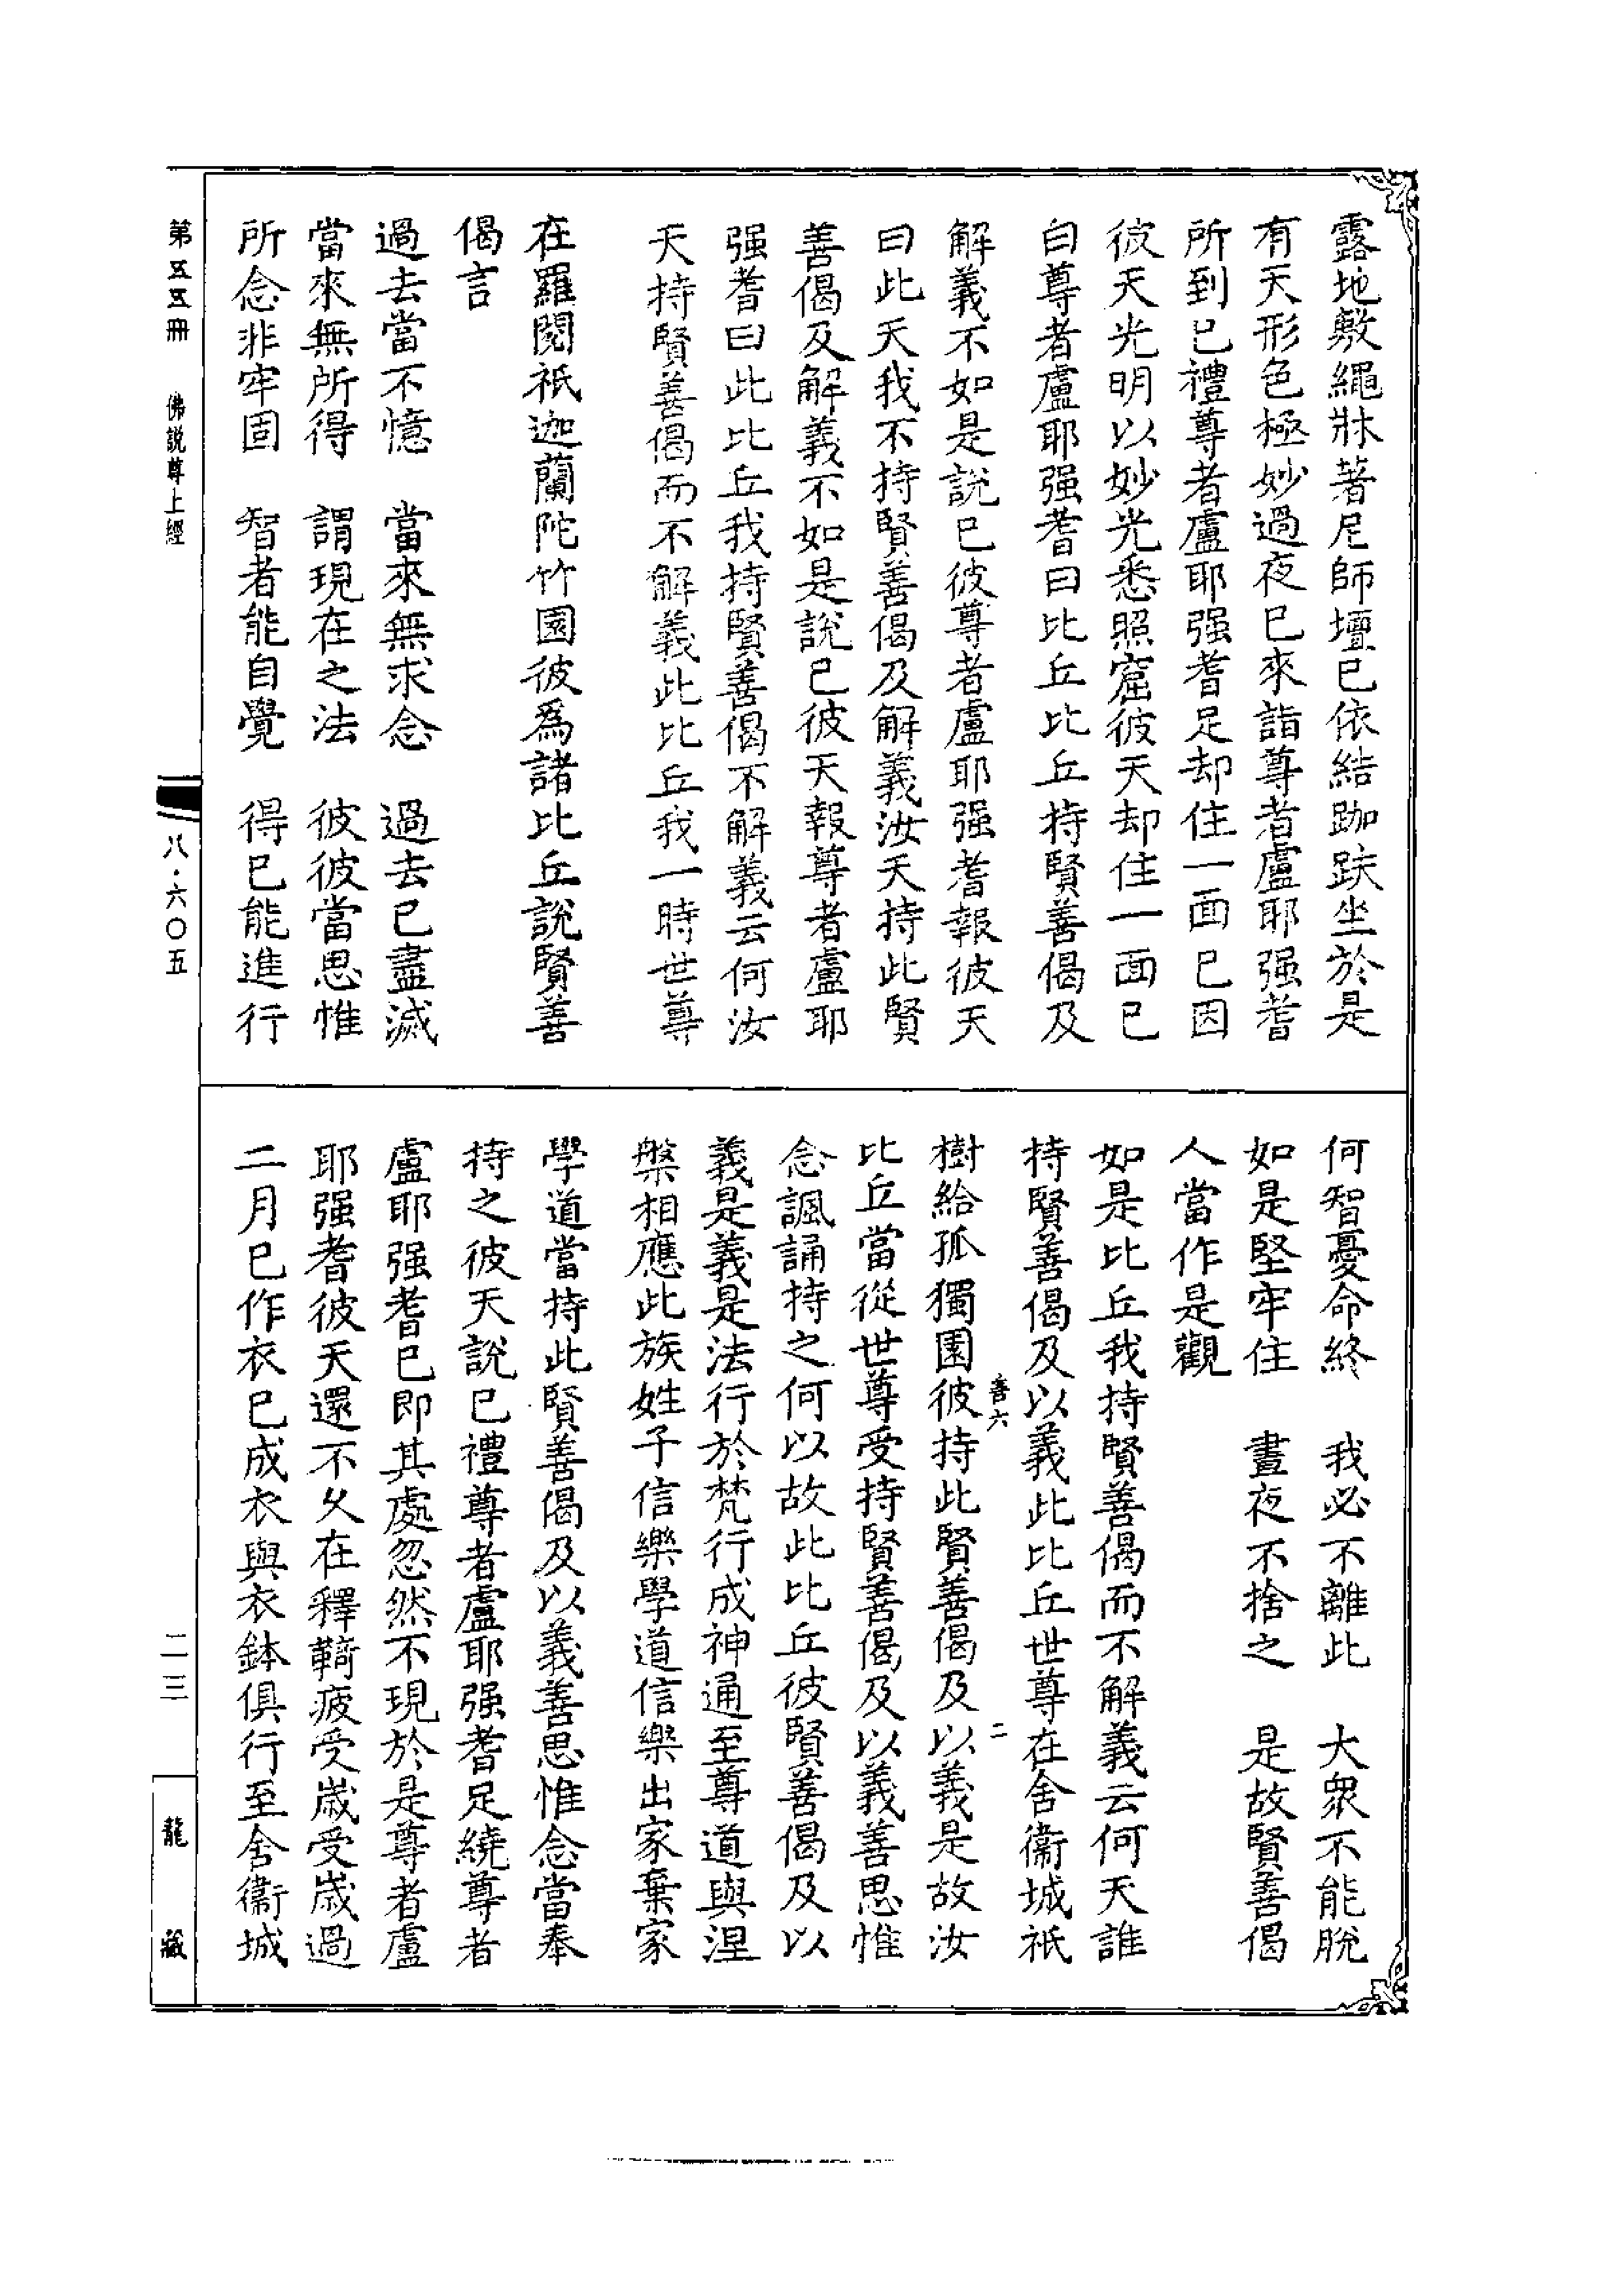 露地敷繩牀著尼師壇已依結跏趺坐於是
有天形色極妙過夜已來詣尊者盧耶强耆
所到已禮尊者盧耶强耆足却住一面已因
彼天光明以妙光悉照窟彼天却住一面已
白尊者盧耶强耆曰比丘比丘持賢善偈及
解義不如是說已彼尊者盧耶强耆報彼天
曰此天我不持賢善偈及解義汝天持此賢
善偈及解義不如是說已彼天報尊者盧耶
强耆曰此比丘我持賢善偈不解義云何汝
天持賢善偈而不解義此比丘我一時世尊
在羅閱祇迦蘭陀竹園彼爲諸比丘說賢善
偈言
過去當不憶　當來無求念　過去已盡滅
當來無所得　謂現在之法　彼彼當思惟
所念非牢固　智者能自覺　得已能進行
何智憂命終　我必不離此　大衆不能脫
如是堅牢住　晝夜不捨之　是故賢善偈
人當作是觀
如是比丘我持賢善偈而不解義云何天誰
持賢善偈及以義此比丘世尊在舍衞城祇
善六　二
樹給孤獨園彼持此賢善偈及以義是故汝
比丘當從世尊受持賢善偈及以義善思惟
念諷誦持之何以故此比丘彼賢善偈及以
義是義是法行於梵行成神通至尊道與涅
槃相應此族姓子信樂學道信樂出家棄家
學道當持此賢善偈及以義善思惟念當奉
持之彼天說已禮尊者盧耶强耆足繞尊者
盧耶强耆已即其處忽然不現於是尊者盧
耶强耆彼天還不久在釋䩭疲受歲受歲過
二月已作衣已成衣與衣鉢俱行至舍衞城
第五五冊　佛說尊上經　八·六〇五　二三　龍藏